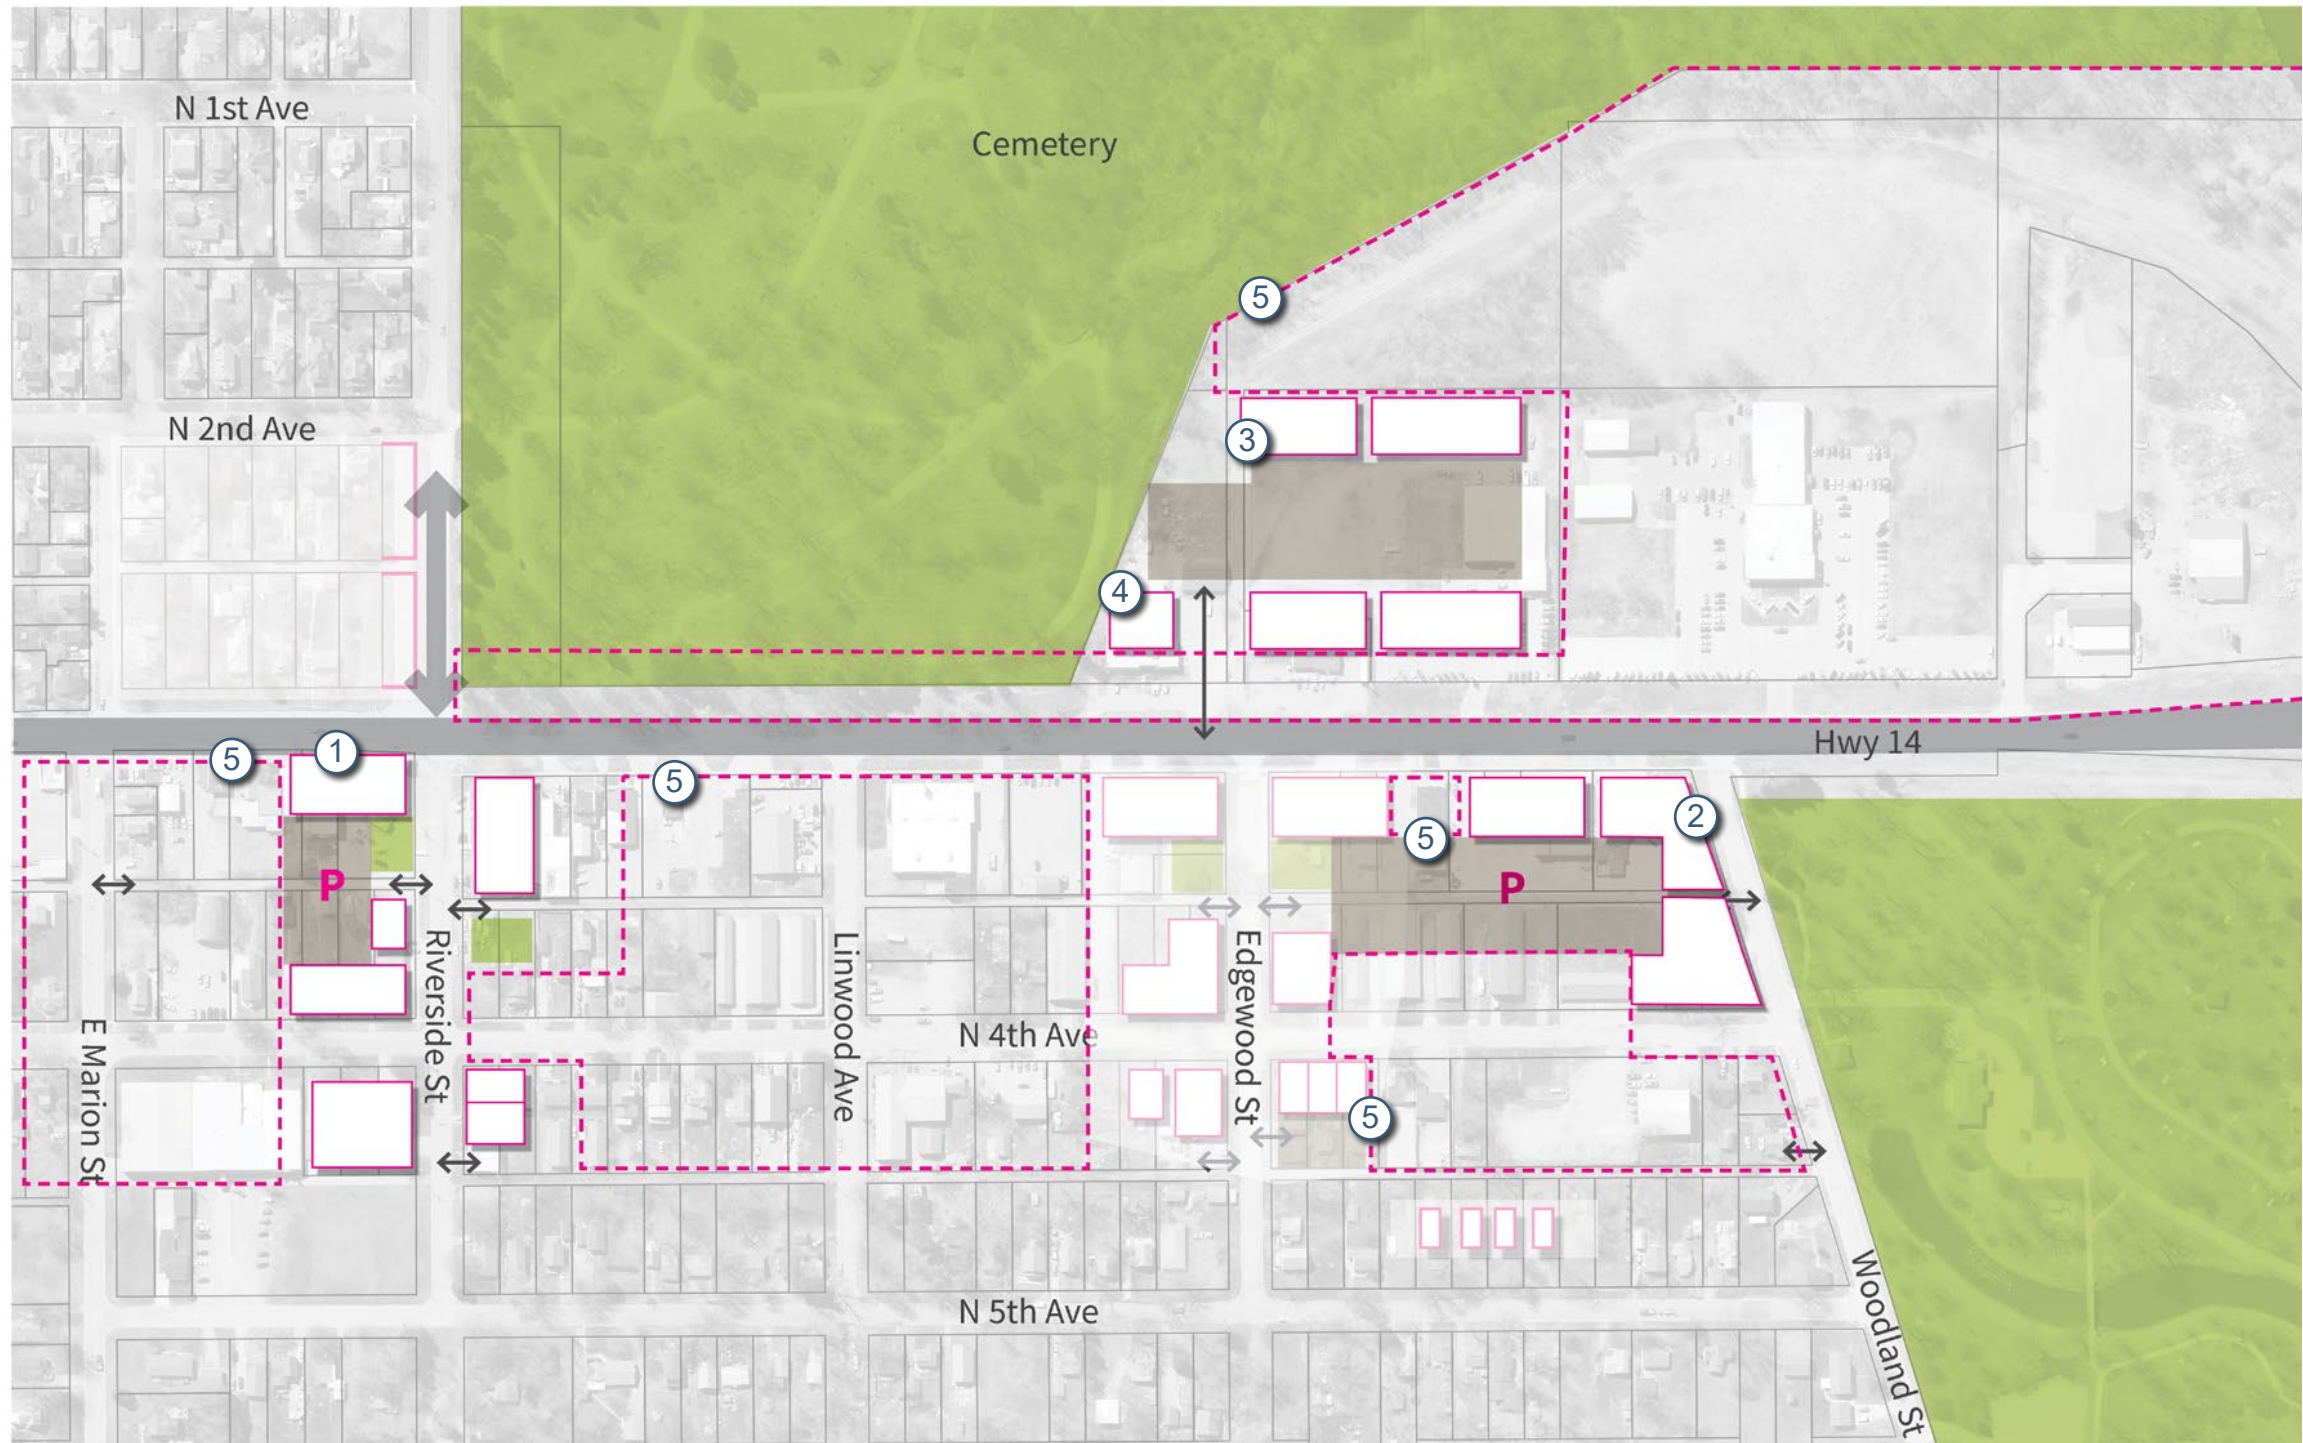 N 1st Ave
Cemetery
5
N 2nd Ave
3
4
Hwy 14
5
1
5
2
5
P
P
Riverside St
Linwood Ave
Edgewood St
E Marion St
N 4th Ave
5
N 5th Ave
Woodland St